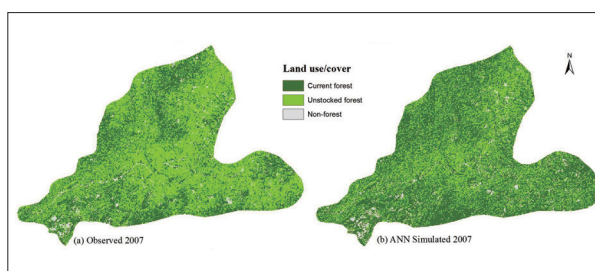 Land use/cover
Current forest
Unstocked forest
Non-forest
N
(a) Observed 2007
(b) ANN Simulated 2007